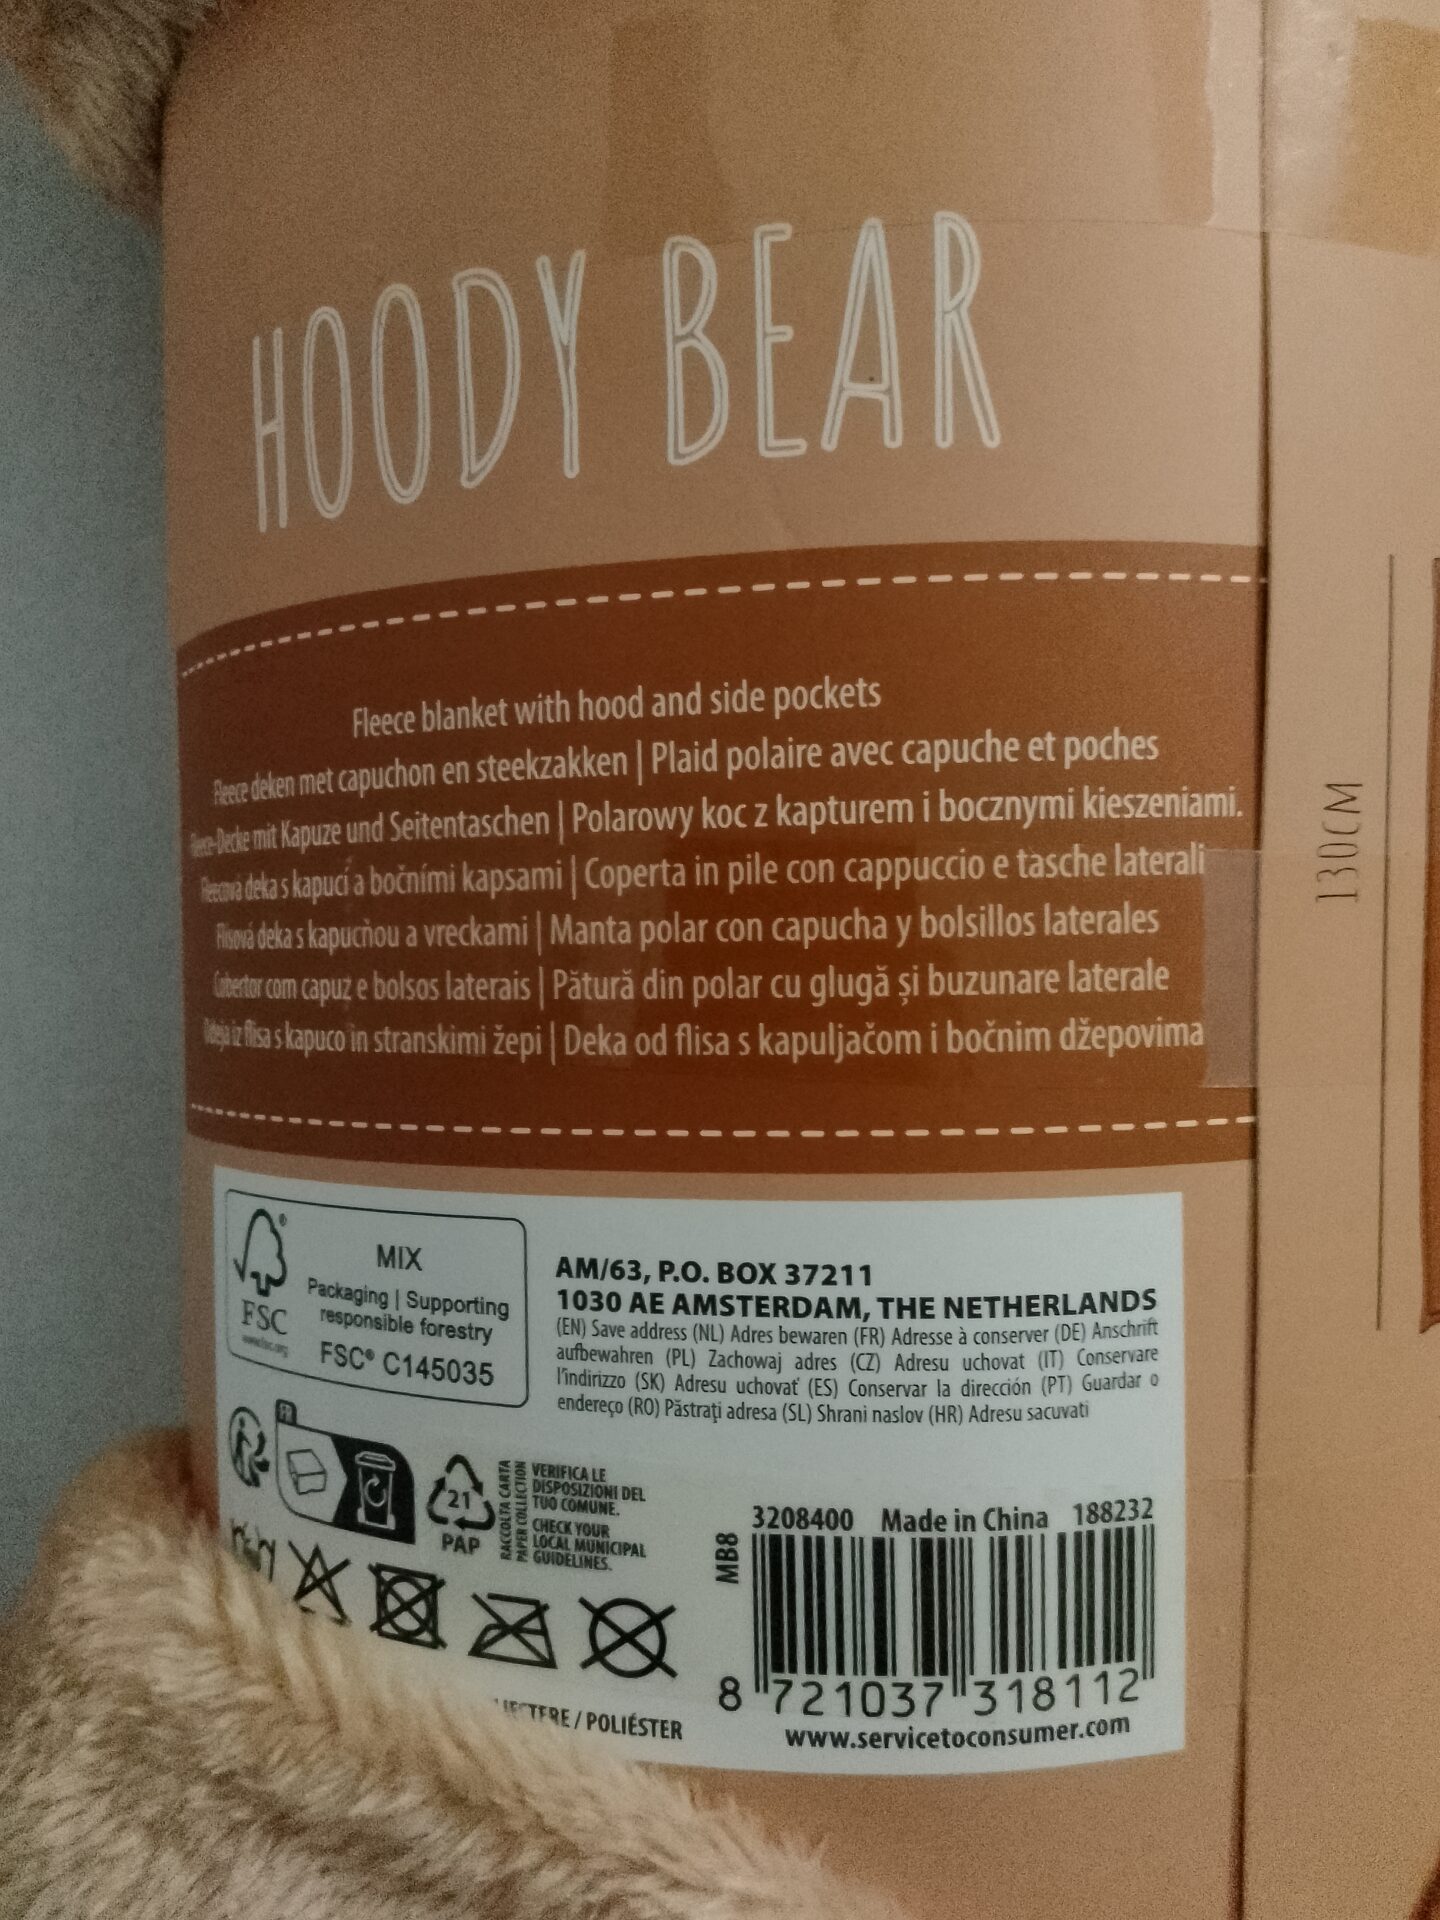 HOODY BEAR
Fleece blanket with hood and side pockets
Fleece deken met capuchon en steekzakken | Plaid polaire avec capuche et poches
Fleece-Decke mit Kapuze und Seitentaschen | Polarowy koc z kapturem i bocznymi kieszeniami.
Fleecová deka s kapucí a bočními kapsami | Coperta in pile con cappuccio e tasche laterali
Flísová deka s kapucňou a vreckami | Manta polar con capucha y bolsillos laterales
Cobertor com capuz e bolsos laterais | Pătură din polar cu glugă și buzunare laterale
Odeja iz flisa s kapuco in stranskimi žepi | Deka od flisa s kapuljačom i bočnim džepovima
130CM
FSC
www.fsc.org
MIX
Packaging | Supporting
responsible forestry
FSC® C145035
AM/63, P.O. BOX 37211
1030 AE AMSTERDAM, THE NETHERLANDS
(EN) Save address (NL) Adres bewaren (FR) Adresse à conserver (DE) Anschrift
aufbewahren (PL) Zachowaj adres (CZ) Adresu uchovat (IT) Conservare
l'indirizzo (SK) Adresu uchovať (ES) Conservar la dirección (PT) Guardar o
endereço (RO) Păstrați adresa (SL) Shrani naslov (HR) Adresu sacuvati
FR
21
PAP
RACCOLTA CARTA
PAPER COLLECTION
VERIFICA LE
DISPOSIZIONI DEL
TUO COMUNE.
CHECK YOUR
LOCAL MUNICIPAL
GUIDELINES.
/ POLIÉSTER
MB8
3208400 Made in China 188232
8 721037 318112
www.servicetoconsumer.com